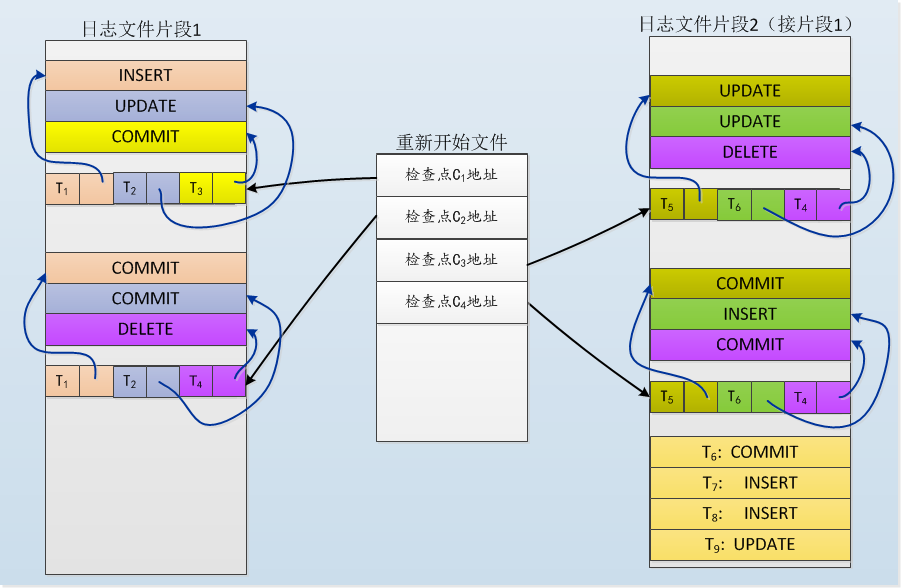 日志文件片段1
INSERT
UPDATE
COMMIT
T1 T2 T3
COMMIT
COMMIT
DELETE
T1 T2 T4
重新开始文件
检查点C1地址
检查点C2地址
检查点C3地址
检查点C4地址
日志文件片段2（接片段1）
UPDATE
UPDATE
DELETE
T5 T6 T4
COMMIT
INSERT
COMMIT
T5 T6 T4
T6: COMMIT
T7: INSERT
T8: INSERT
T9: UPDATE